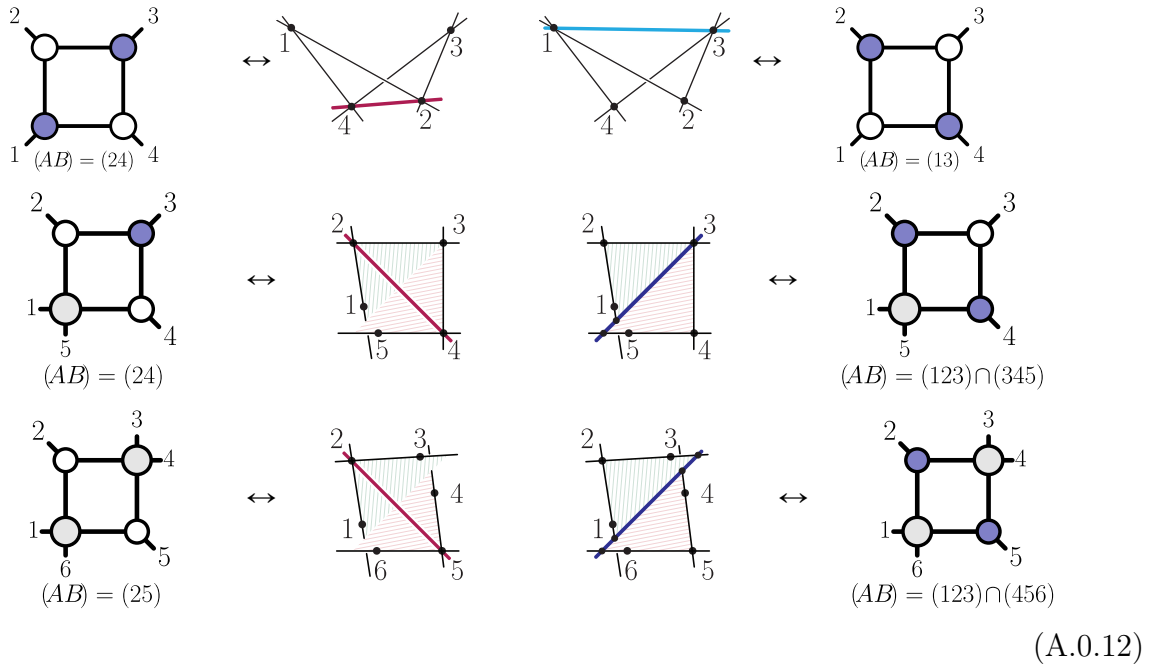 2 3 1 3 1 3 2 3
1 4 4 2 4 2 1 4
(AB) = (24) (AB) = (13)
2 3 2 3 2 3 2 3
1 5 4 1 5 4 1 5 4 1 5 4
(AB) = (24) (AB) = (123)∩(345)
2 3 4 2 3 4 2 3 4 2 3 4
1 6 5 1 6 5 1 6 5 1 6 5
(AB) = (25) (AB) = (123)∩(456)
(A.0.12)